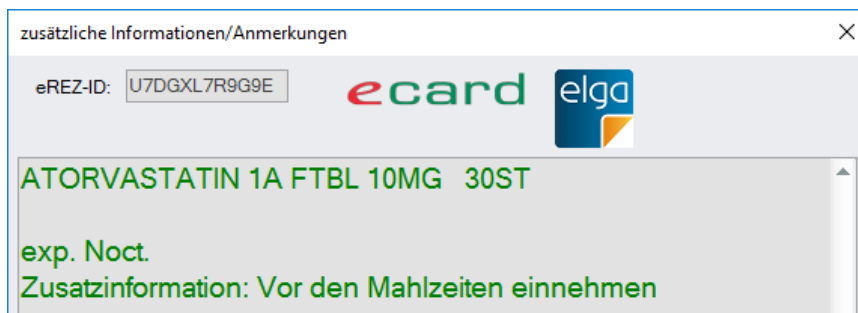 zusätzliche Informationen/Anmerkungen
eREZ-ID: U7DGXL7R9G9E ecard elga
ATORVASTATIN 1A FTBL 10MG 30ST
exp. Noct.
Zusatzinformation: Vor den Mahlzeiten einnehmen